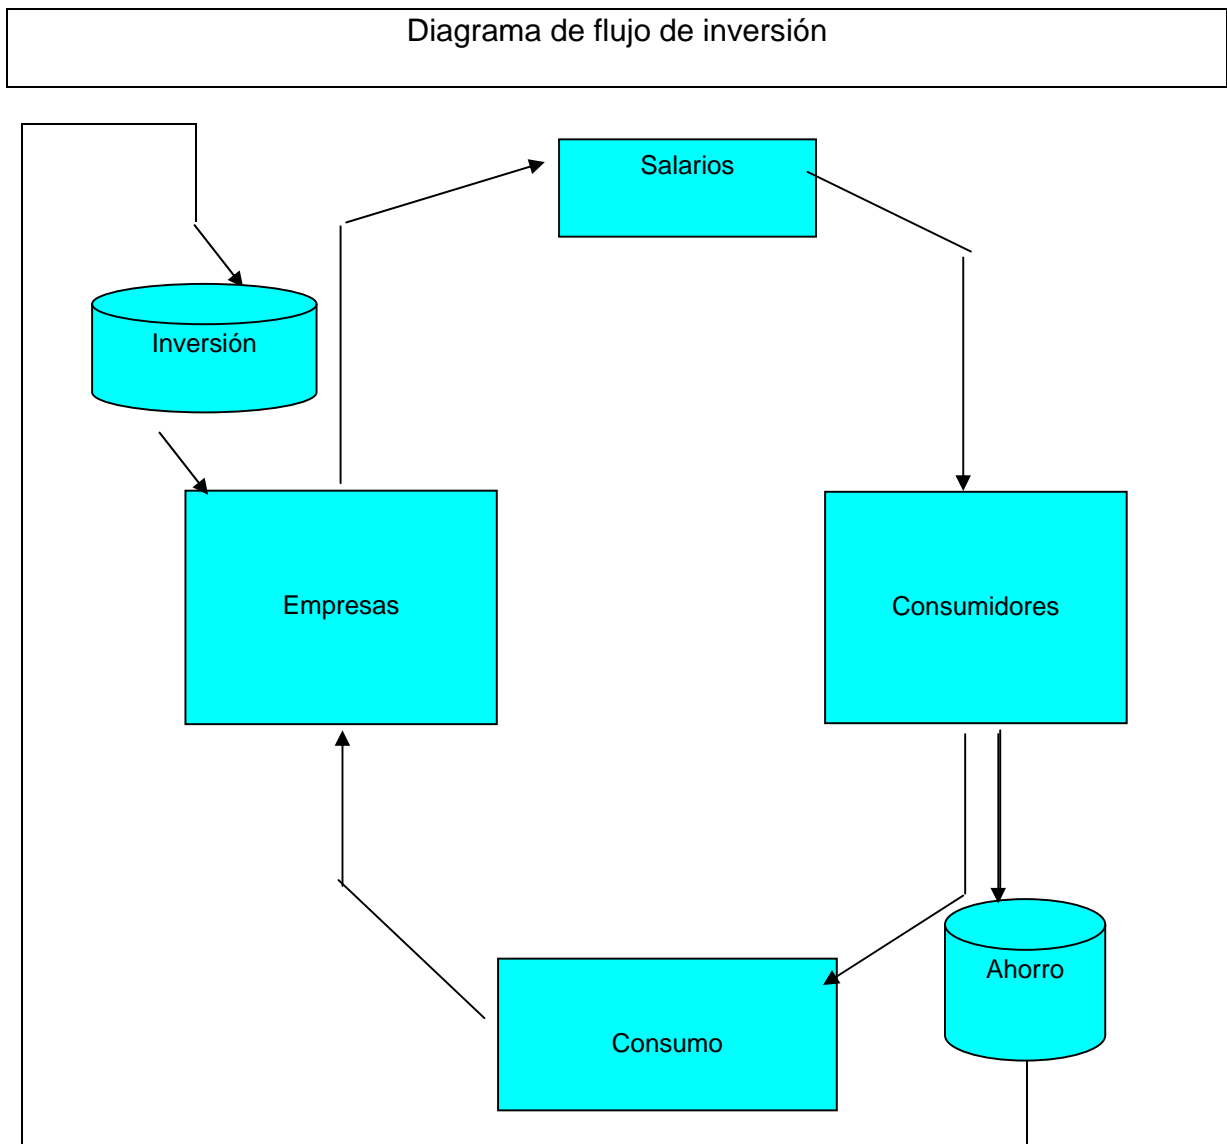 Diagrama de flujo de inversión
Salarios
Inversión
Empresas
Consumidores
Ahorro
Consumo